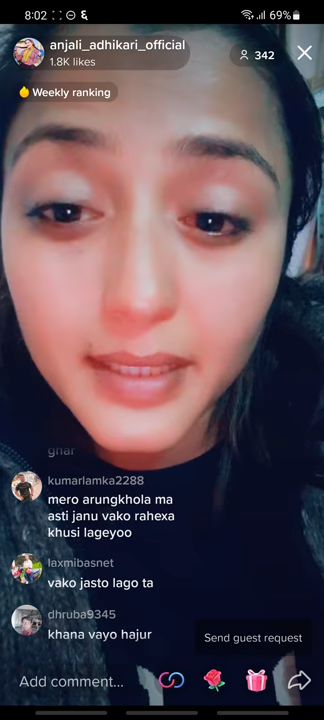 8:02
69%
anjali_adhikari_official
1.8K likes
342
Weekly ranking
ghar
kumarlamka2288
mero arungkhola ma
asti janu vako rahexa
khusi lageyoo
laxmibasnet
vako jasto lago ta
dhruba9345
khana vayo hajur
Send guest request
Add comment...